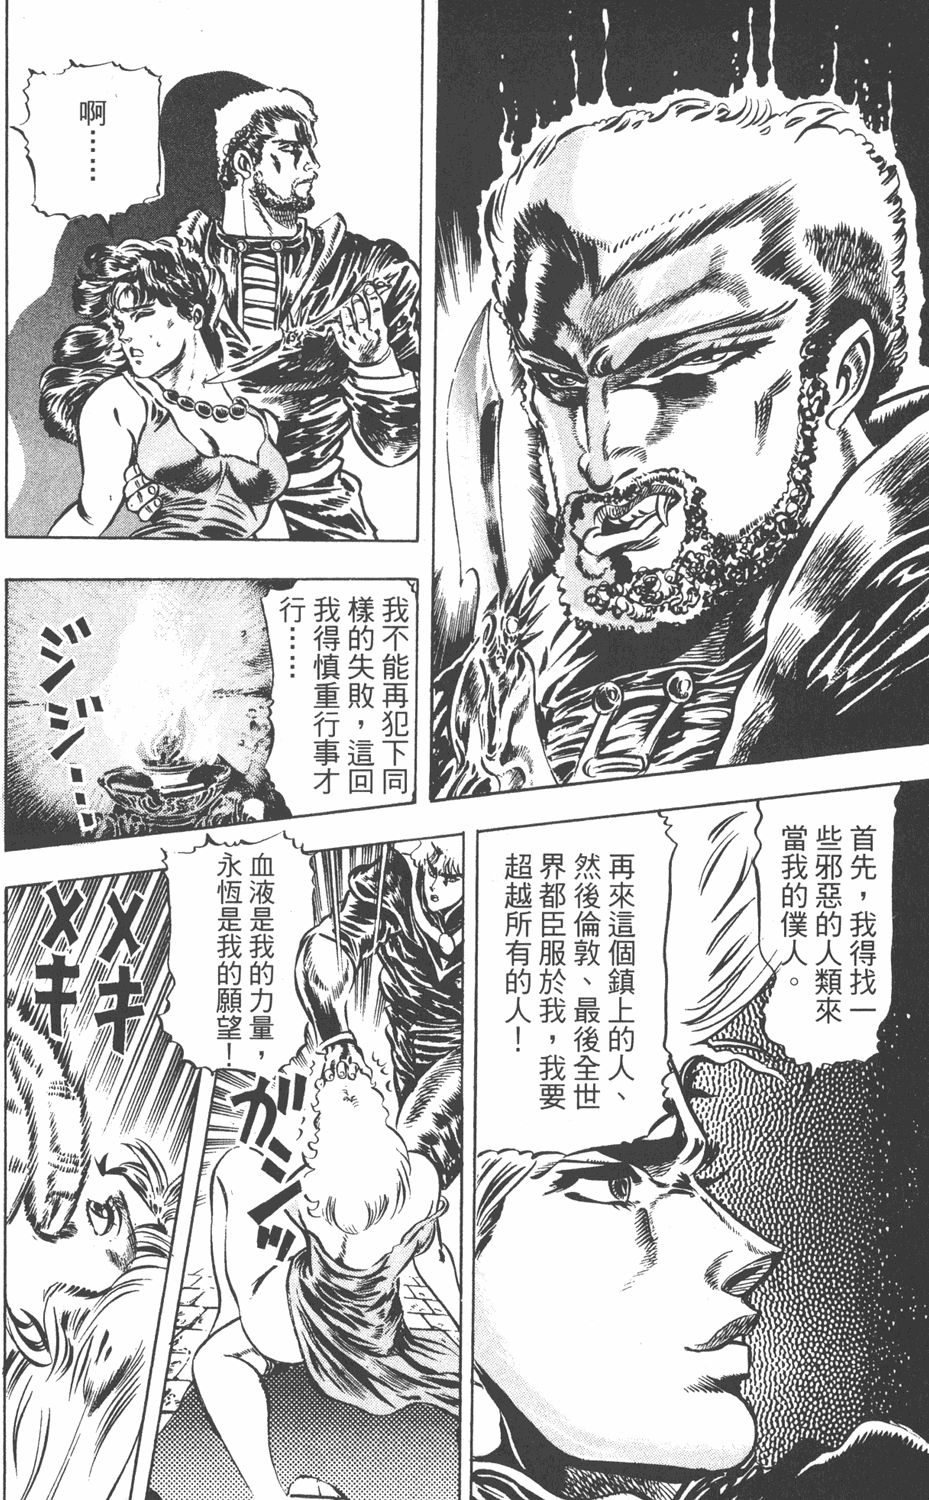 啊……
我不能再犯下同
樣的失敗，這回
我得慎重行事才
行……
ジジ…
首先，我得找一
些邪惡的人類來
當我的僕人。
再來這個鎮上的人、
然後倫敦、最後全世
界都臣服於我，我要
超越所有的人！
血液是我的力量，
永恆是我的願望！
ガシッ
メキ
メキ